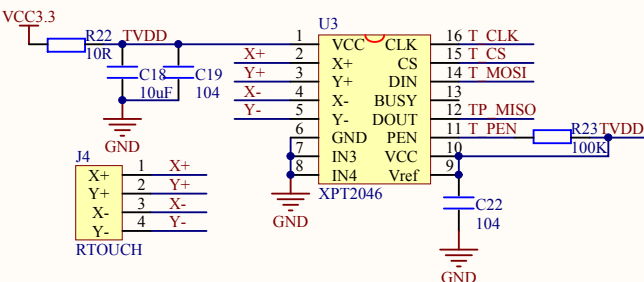 VCC3.3
R22
10R
TVDD
C18
10uF
C19
104
GND
U3
1 VCC CLK 16 T_CLK
X+ 2 X+ CS 15 T_CS
Y+ 3 Y+ DIN 14 T_MOSI
X- 4 X- BUSY 13
Y- 5 Y- DOUT 12 TP_MISO
6 GND PEN 11 T_PEN
R23 TVDD
100K
7 IN3 VCC 10
8 IN4 Vref 9
XPT2046
GND
C22
104
GND
J4
X+ 1 X+
Y+ 2 Y+
X- 3 X-
Y- 4 Y-
RTOUCH